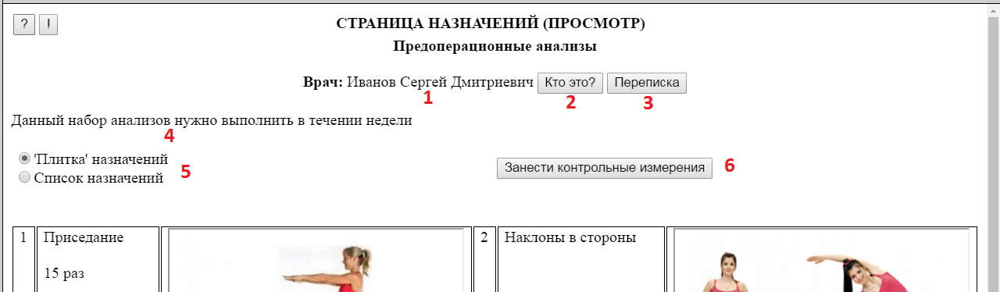 ? !
СТРАНИЦА НАЗНАЧЕНИЙ (ПРОСМОТР)
Предоперационные анализы
Врач: Иванов Сергей Дмитриевич Кто это? Переписка
1 2 3
Данный набор анализов нужно выполнить в течении недели
4
'Плитка' назначений
Список назначений
5
Занести контрольные измерения 6
1 Приседание
15 раз
2 Наклоны в стороны